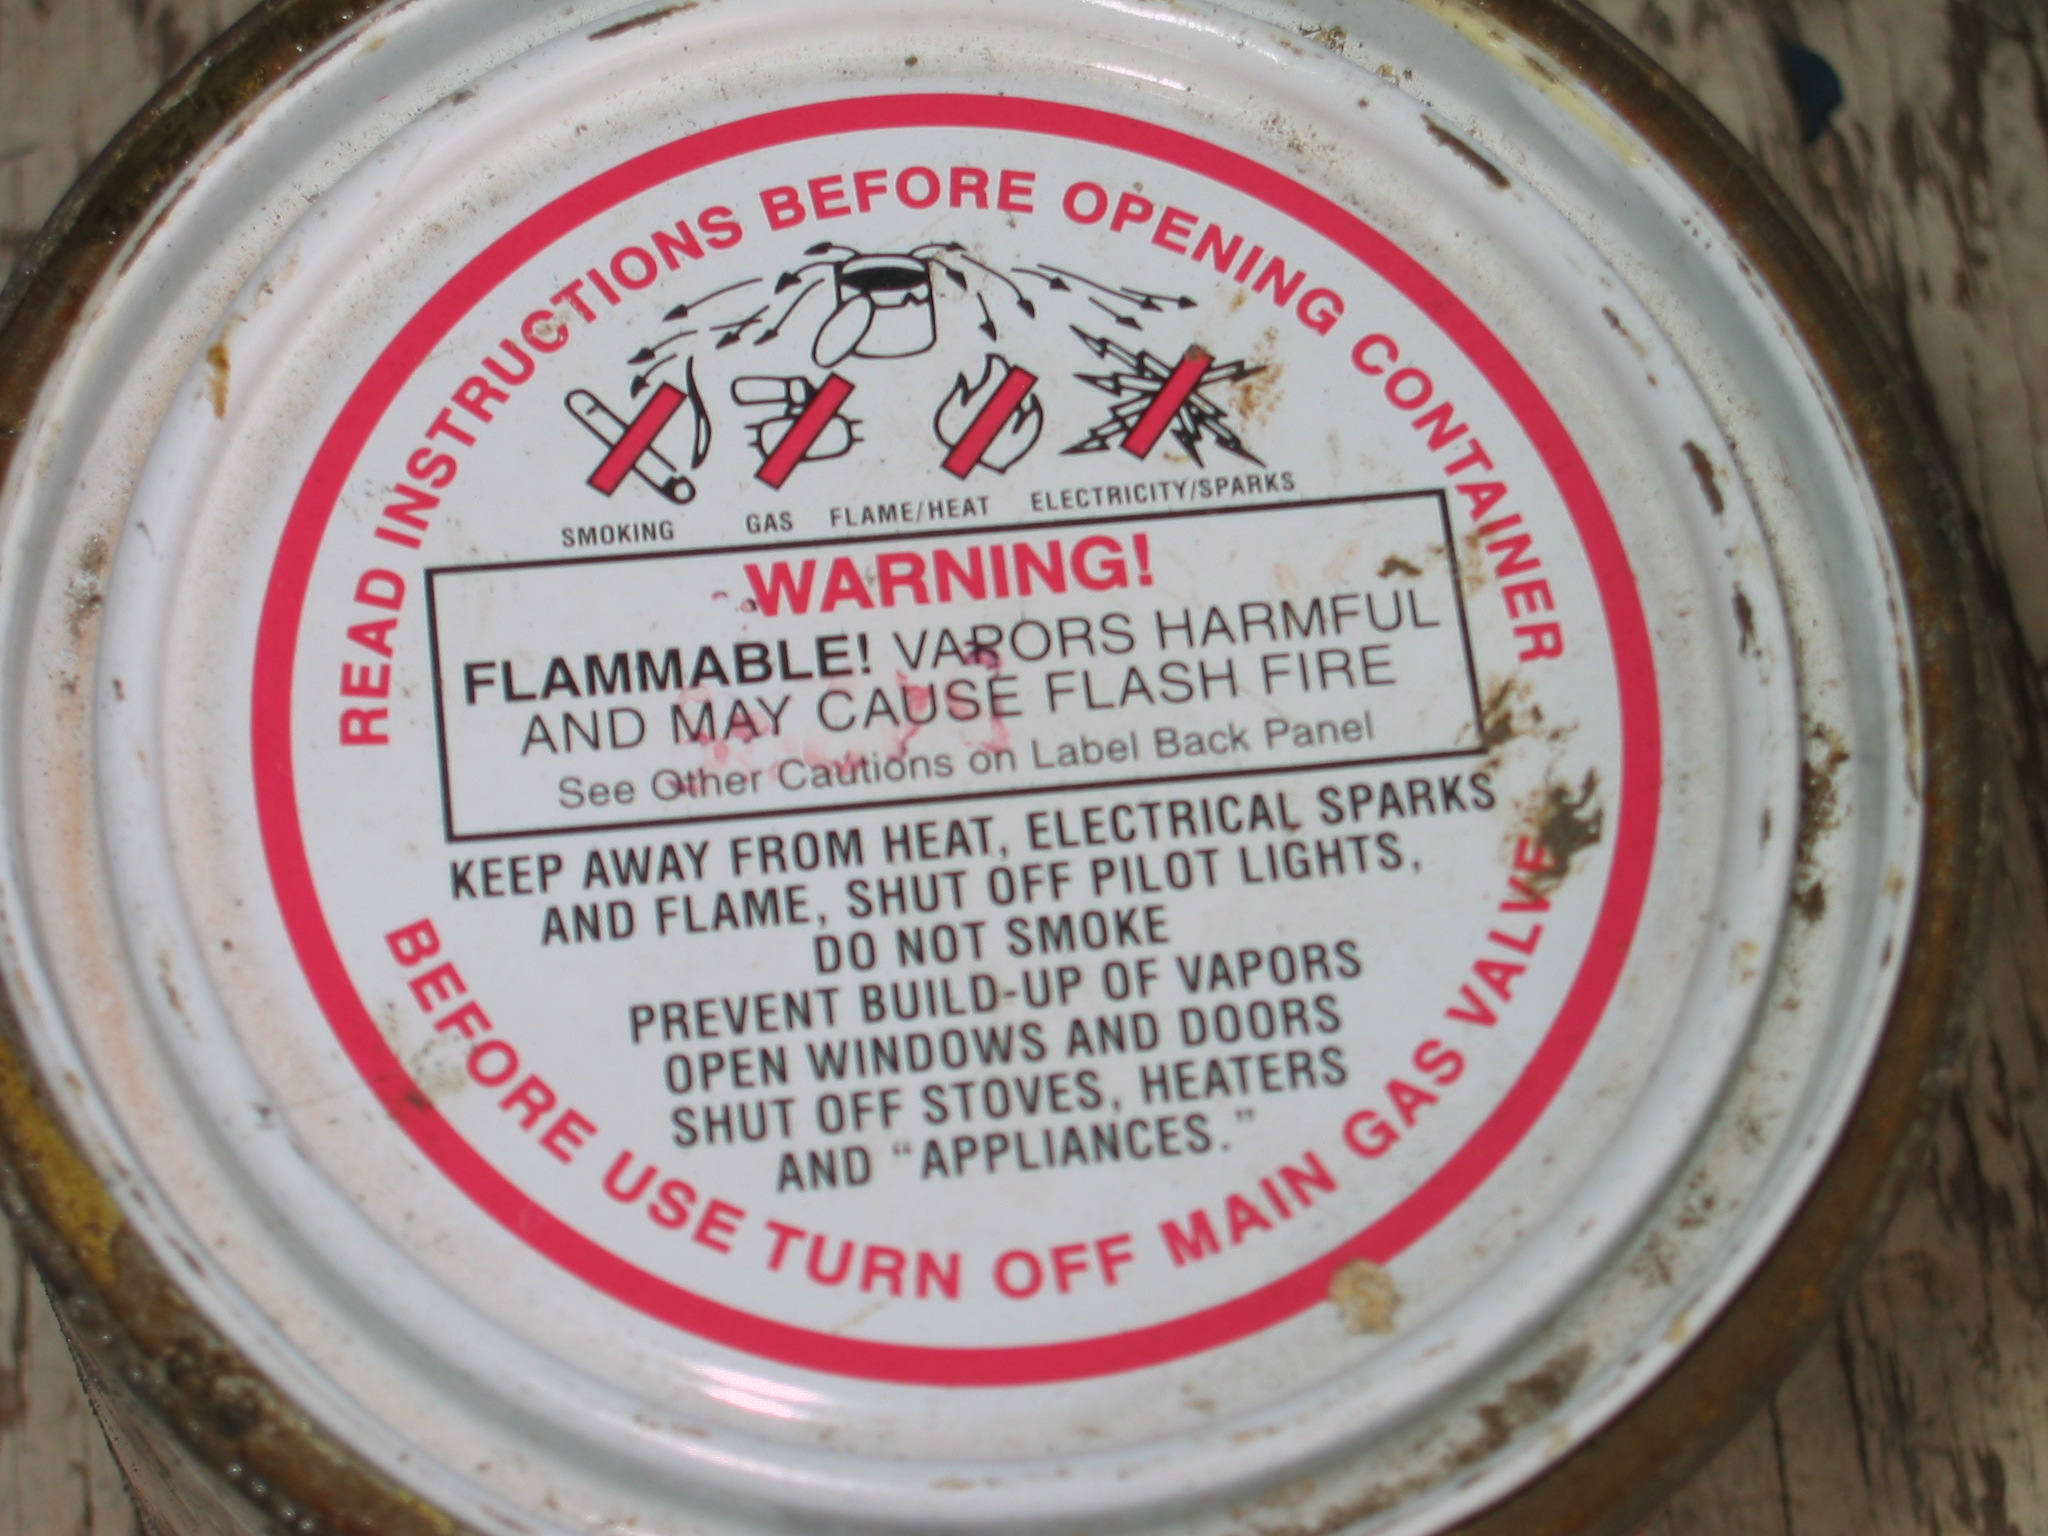 READ INSTRUCTIONS BEFORE OPENING CONTAINER
SMOKING GAS FLAME/HEAT ELECTRICITY/SPARKS
WARNING!
FLAMMABLE! VAPORS HARMFUL
AND MAY CAUSE FLASH FIRE
See Other Cautions on Label Back Panel
KEEP AWAY FROM HEAT, ELECTRICAL SPARKS
AND FLAME, SHUT OFF PILOT LIGHTS,
DO NOT SMOKE
PREVENT BUILD-UP OF VAPORS
OPEN WINDOWS AND DOORS
SHUT OFF STOVES, HEATERS
AND “APPLIANCES.”
BEFORE USE TURN OFF MAIN GAS VALVE